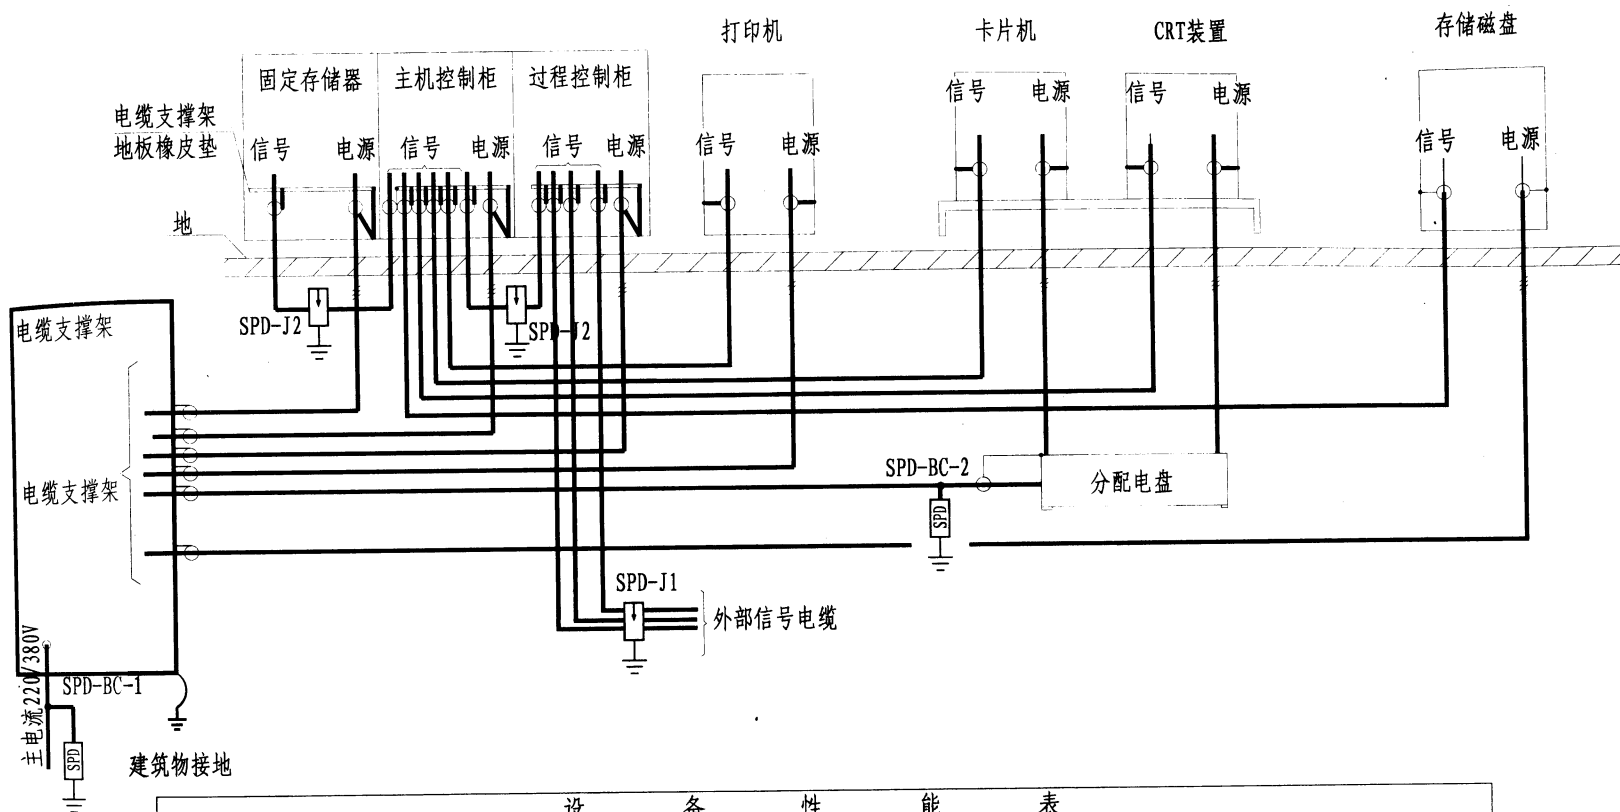 打印机
卡片机
CRT装置
存储磁盘
固定存储器
主机控制柜
过程控制柜
电缆支撑架
地板橡皮垫
信号
电源
信号
电源
信号
电源
信号
电源
信号
电源
信号
电源
信号
电源
地
电缆支撑架
SPD-J2
SPD-J2
电缆支撑架
SPD-BC-2
分配电盘
SPD
SPD-J1
外部信号电缆
主电流220/380V
SPD-BC-1
SPD
建筑物接地
设备性能表